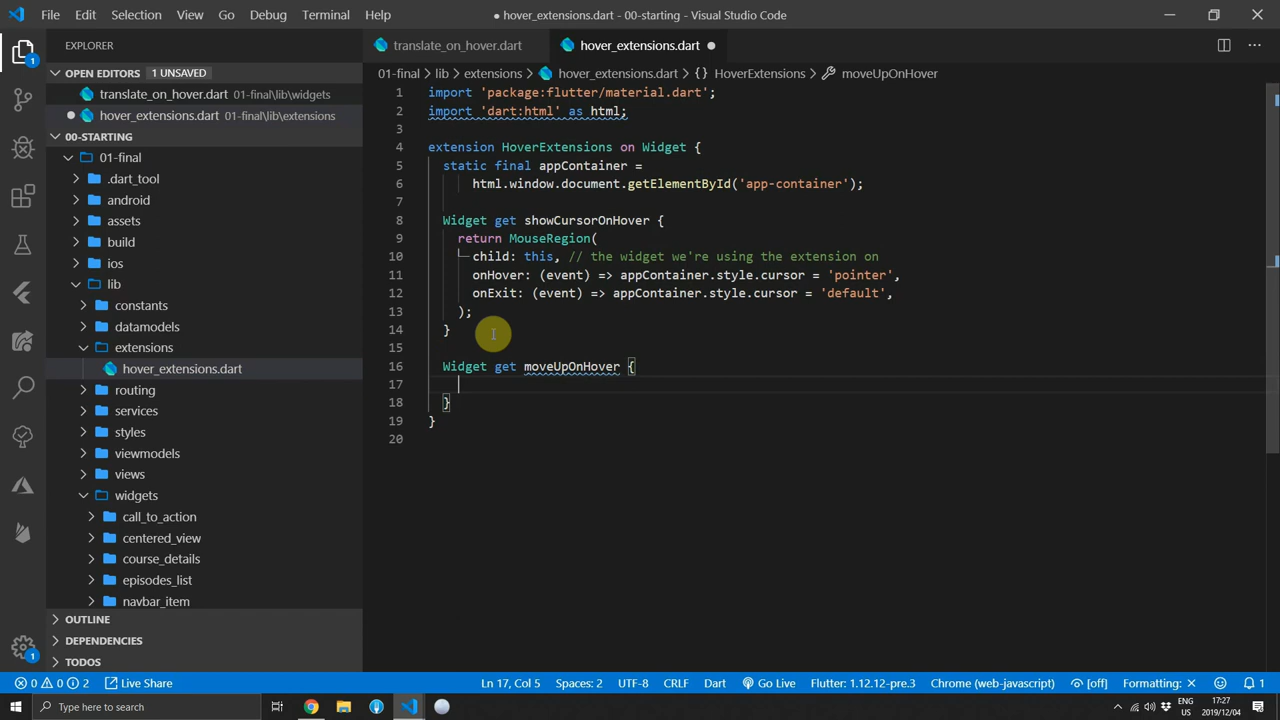 File Edit Selection View Go Debug Terminal Help
● hover_extensions.dart - 00-starting - Visual Studio Code
EXPLORER
translate_on_hover.dart
hover_extensions.dart ●
OPEN EDITORS 1 UNSAVED
translate_on_hover.dart 01-final\lib\widgets
● hover_extensions.dart 01-final\lib\extensions
00-STARTING
01-final
.dart_tool
android
assets
build
ios
lib
constants
datamodels
extensions
hover_extensions.dart
routing
services
styles
viewmodels
views
widgets
call_to_action
centered_view
course_details
episodes_list
navbar_item
OUTLINE
DEPENDENCIES
TODOS
1
1
01-final > lib > extensions > hover_extensions.dart > {} HoverExtensions > moveUpOnHover
1 import 'package:flutter/material.dart';
2 import 'dart:html' as html;
3
4 extension HoverExtensions on Widget {
5 static final appContainer =
6 html.window.document.getElementById('app-container');
7
8 Widget get showCursorOnHover {
9 return MouseRegion(
10 child: this, // the widget we're using the extension on
11 onHover: (event) => appContainer.style.cursor = 'pointer',
12 onExit: (event) => appContainer.style.cursor = 'default',
13 );
14 }
15
16 Widget get moveUpOnHover {
17
18 }
19 }
20
0 0 2 Live Share Ln 17, Col 5 Spaces: 2 UTF-8 CRLF Dart Go Live Flutter: 1.12.12-pre.3 Chrome (web-javascript) [off] Formatting: × 1
Type here to search
ENG
US
17:27
2019/12/04